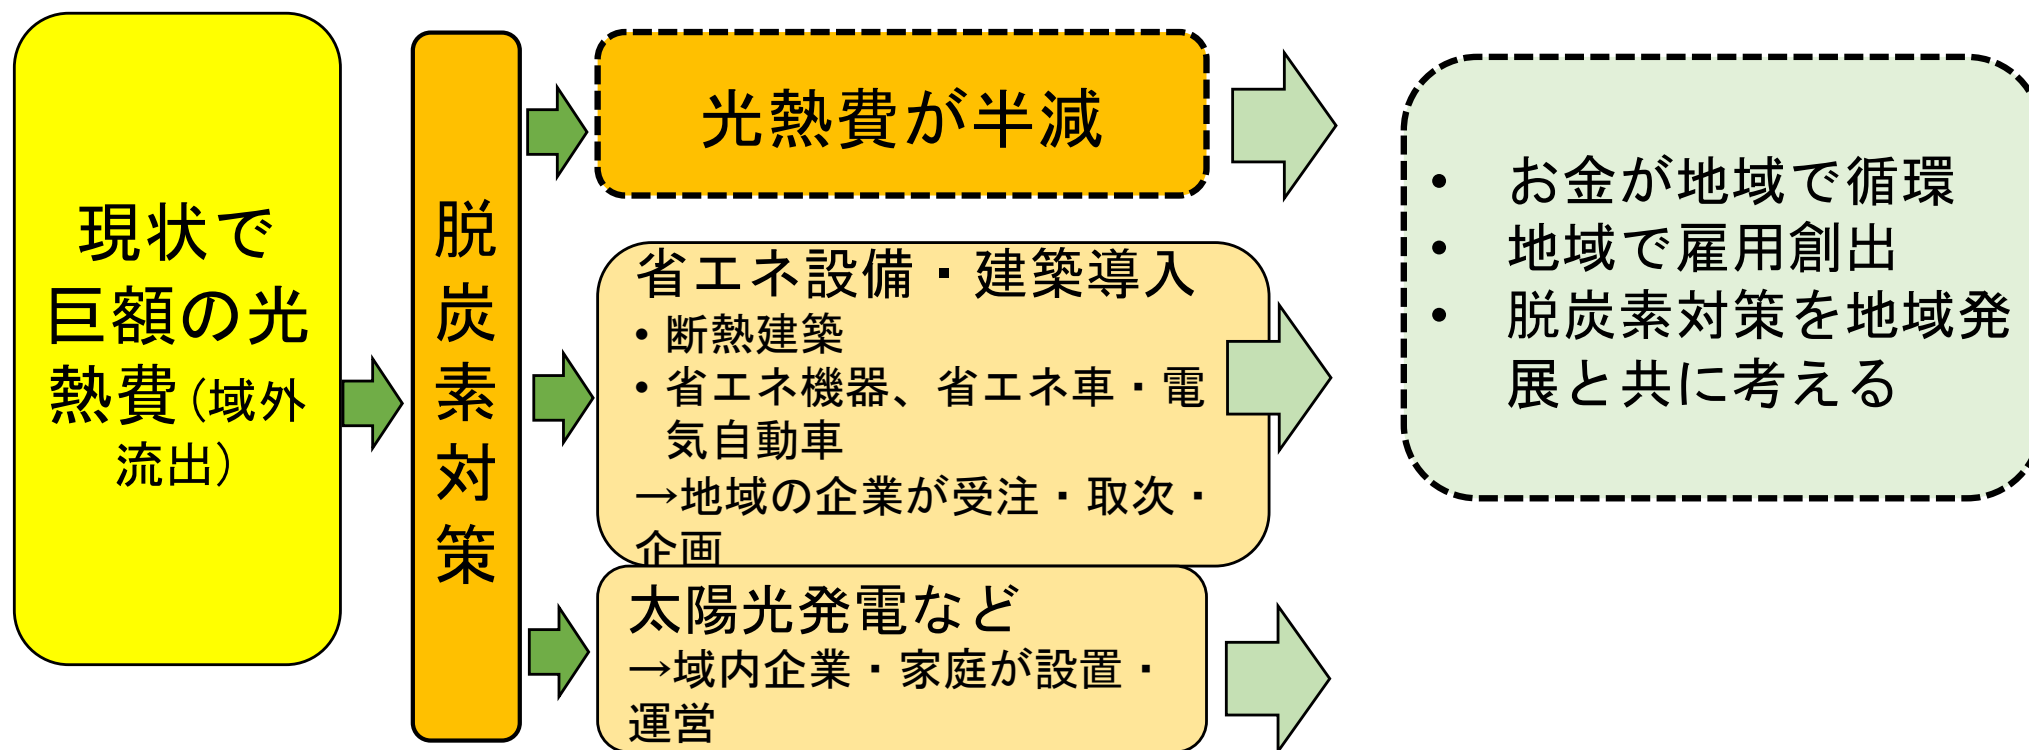 現状で
巨額の光
熱費（域外
流出）
脱
炭
素
対
策
光熱費が半減
省エネ設備・建築導入
• 断熱建築
• 省エネ機器、省エネ車・電
気自動車
→地域の企業が受注・取次・
企画
太陽光発電など
→域内企業・家庭が設置・
運営
• お金が地域で循環
• 地域で雇用創出
• 脱炭素対策を地域発
展と共に考える